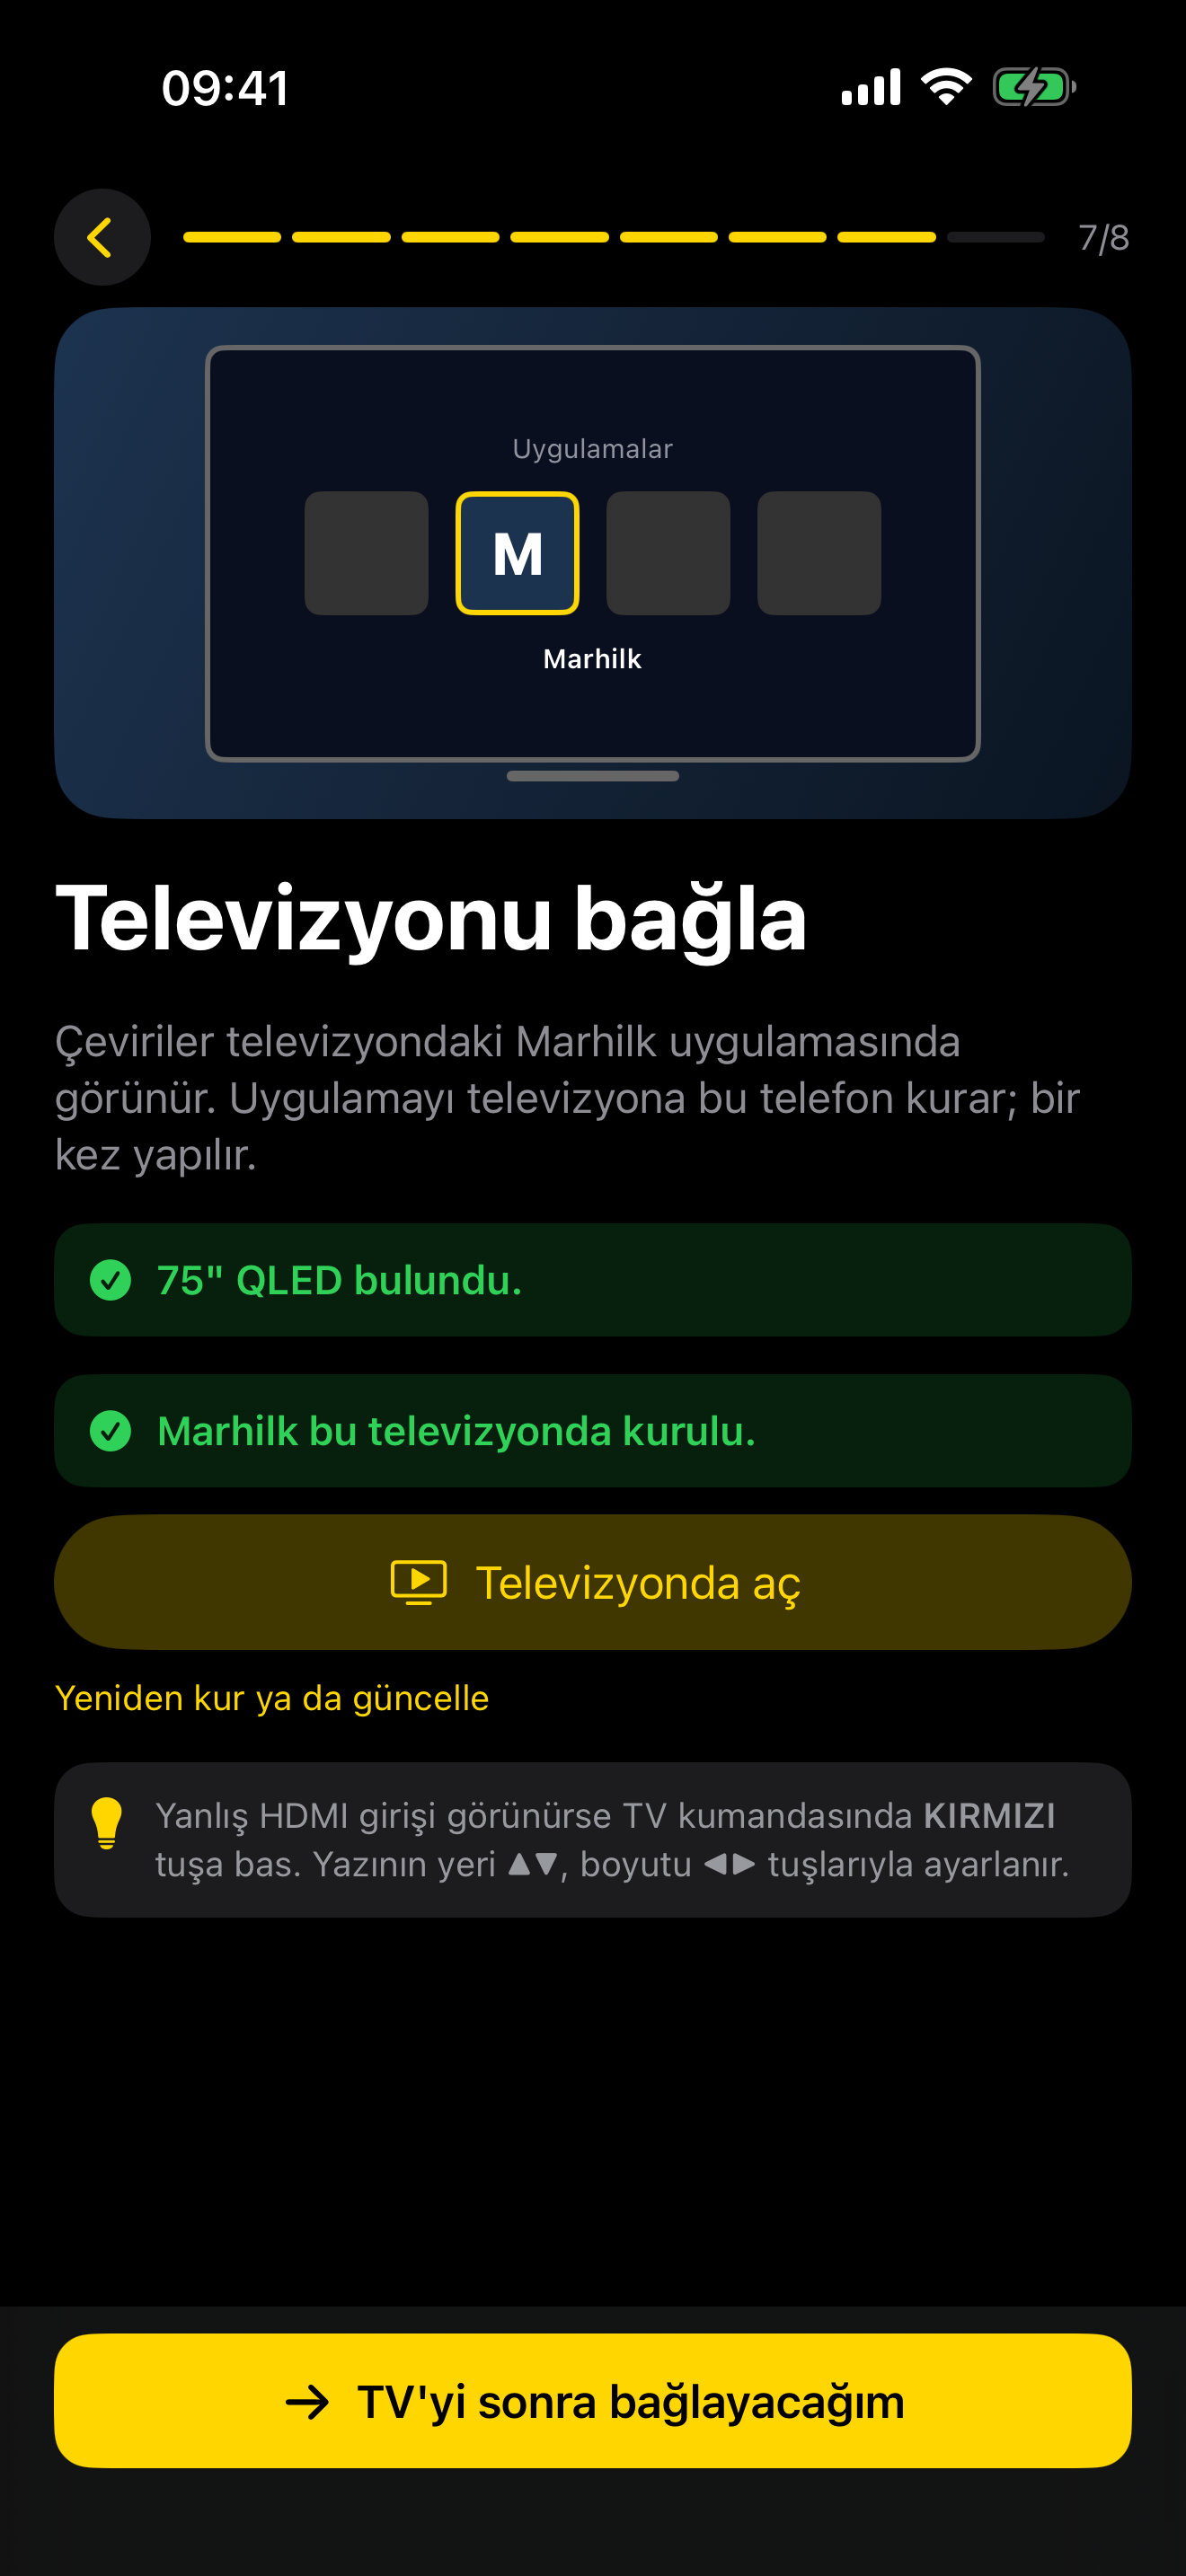 09:41
7/8
Uygulamalar
M
Marhilk
Televizyonu bağla
Çeviriler televizyondaki Marhilk uygulamasında
görünür. Uygulamayı televizyona bu telefon kurar; bir
kez yapılır.
75" QLED bulundu.
Marhilk bu televizyonda kurulu.
Televizyonda aç
Yeniden kur ya da güncelle
Yanlış HDMI girişi görünürse TV kumandasında KIRMIZI
tuşa bas. Yazının yeri ▲▼, boyutu ◀▶ tuşlarıyla ayarlanır.
→ TV'yi sonra bağlayacağım